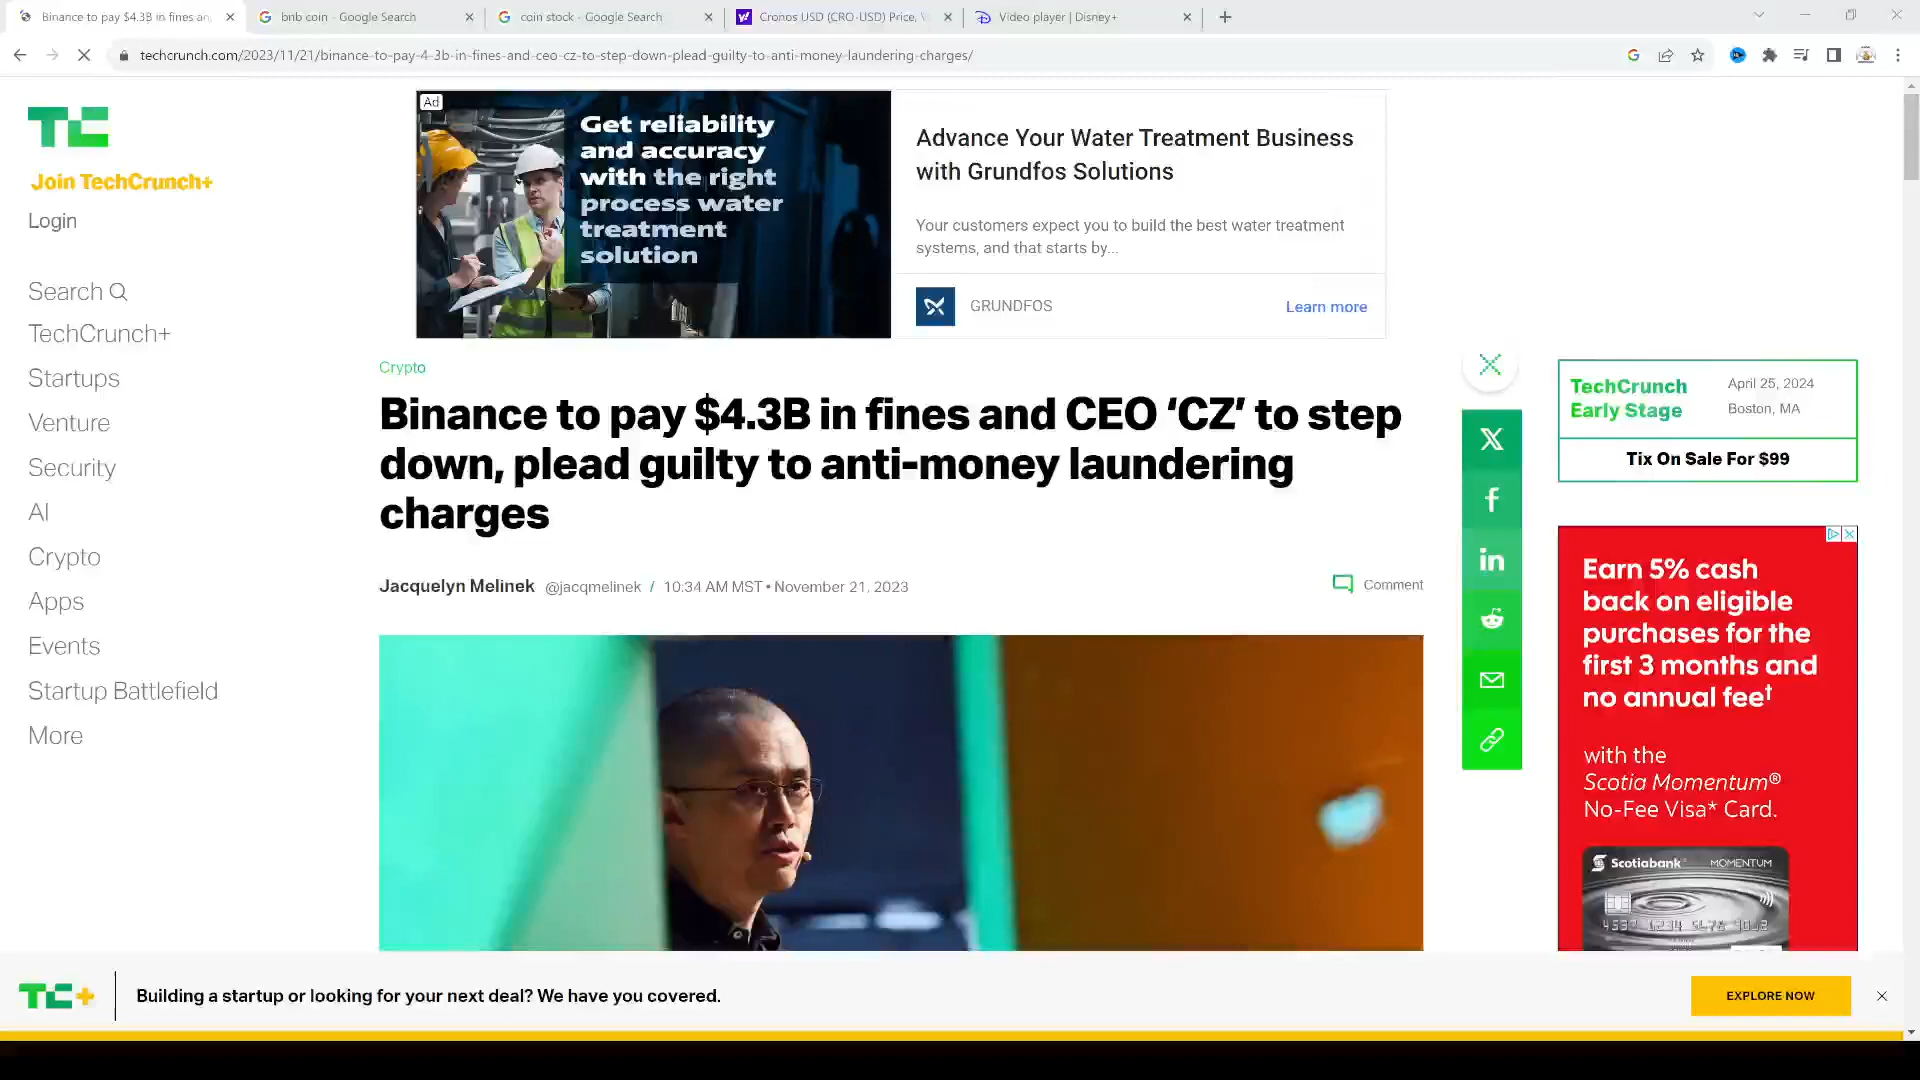 Binance to pay $4.3B in fines an
bnb coin - Google Search
coin stock - Google Search
Cronos USD (CRO-USD) Price, V
Video player | Disney+
techcrunch.com/2023/11/21/binance-to-pay-4-3b-in-fines-and-ceo-cz-to-step-down-plead-guilty-to-anti-money-laundering-charges/
TC
Join TechCrunch+
Login
Search
TechCrunch+
Startups
Venture
Security
AI
Crypto
Apps
Events
Startup Battlefield
More
Ad
Get reliability
and accuracy
with the right
process water
treatment
solution
Advance Your Water Treatment Business
with Grundfos Solutions
Your customers expect you to build the best water treatment
systems, and that starts by...
GRUNDFOS
Learn more
Crypto
Binance to pay $4.3B in fines and CEO ‘CZ’ to step
down, plead guilty to anti-money laundering
charges
Jacquelyn Melinek @jacqmelinek / 10:34 AM MST • November 21, 2023
Comment
TechCrunch
Early Stage
April 25, 2024
Boston, MA
Tix On Sale For $99
Earn 5% cash
back on eligible
purchases for the
first 3 months and
no annual fee†
with the
Scotia Momentum®
No-Fee Visa* Card.
Scotiabank
MOMENTUM
TC+
Building a startup or looking for your next deal? We have you covered.
EXPLORE NOW